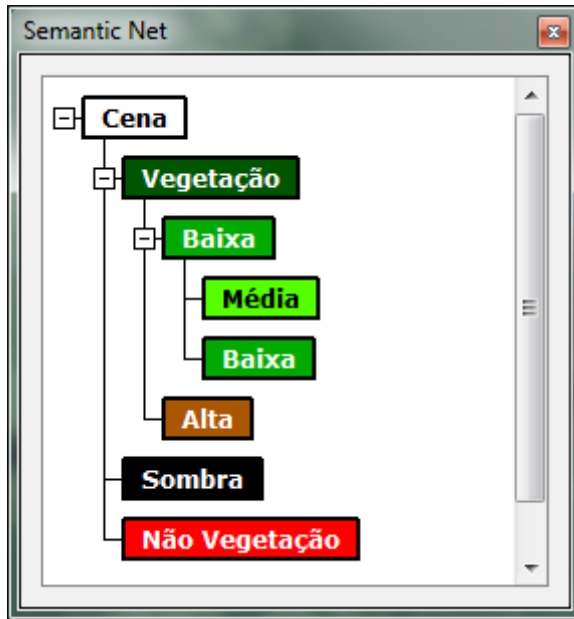 Semantic Net
Cena
Vegetação
Baixa
Média
Baixa
Alta
Sombra
Não Vegetação